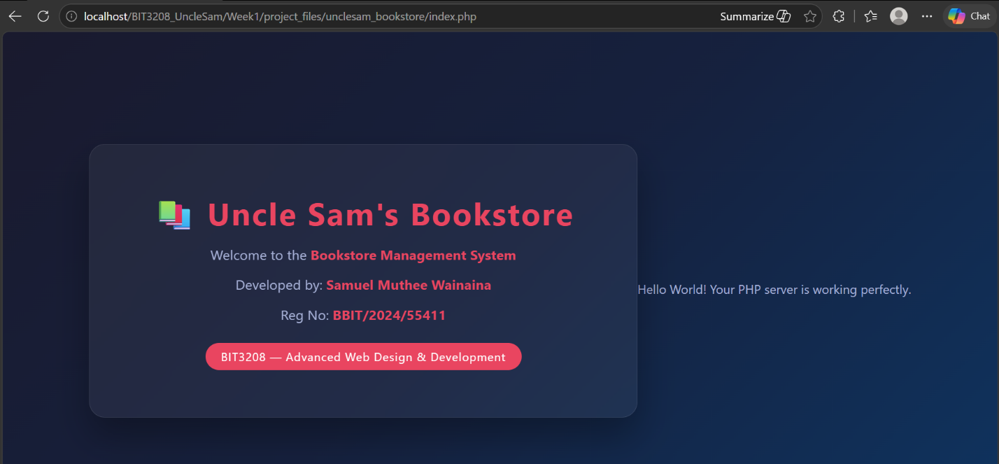 localhost/BIT3208_UncleSam/Week1/project_files/unclesam_bookstore/index.php
Summarize
Chat
Uncle Sam's Bookstore
Welcome to the Bookstore Management System
Developed by: Samuel Muthee Wainaina
Reg No: BBIT/2024/55411
BIT3208 — Advanced Web Design & Development
Hello World! Your PHP server is working perfectly.